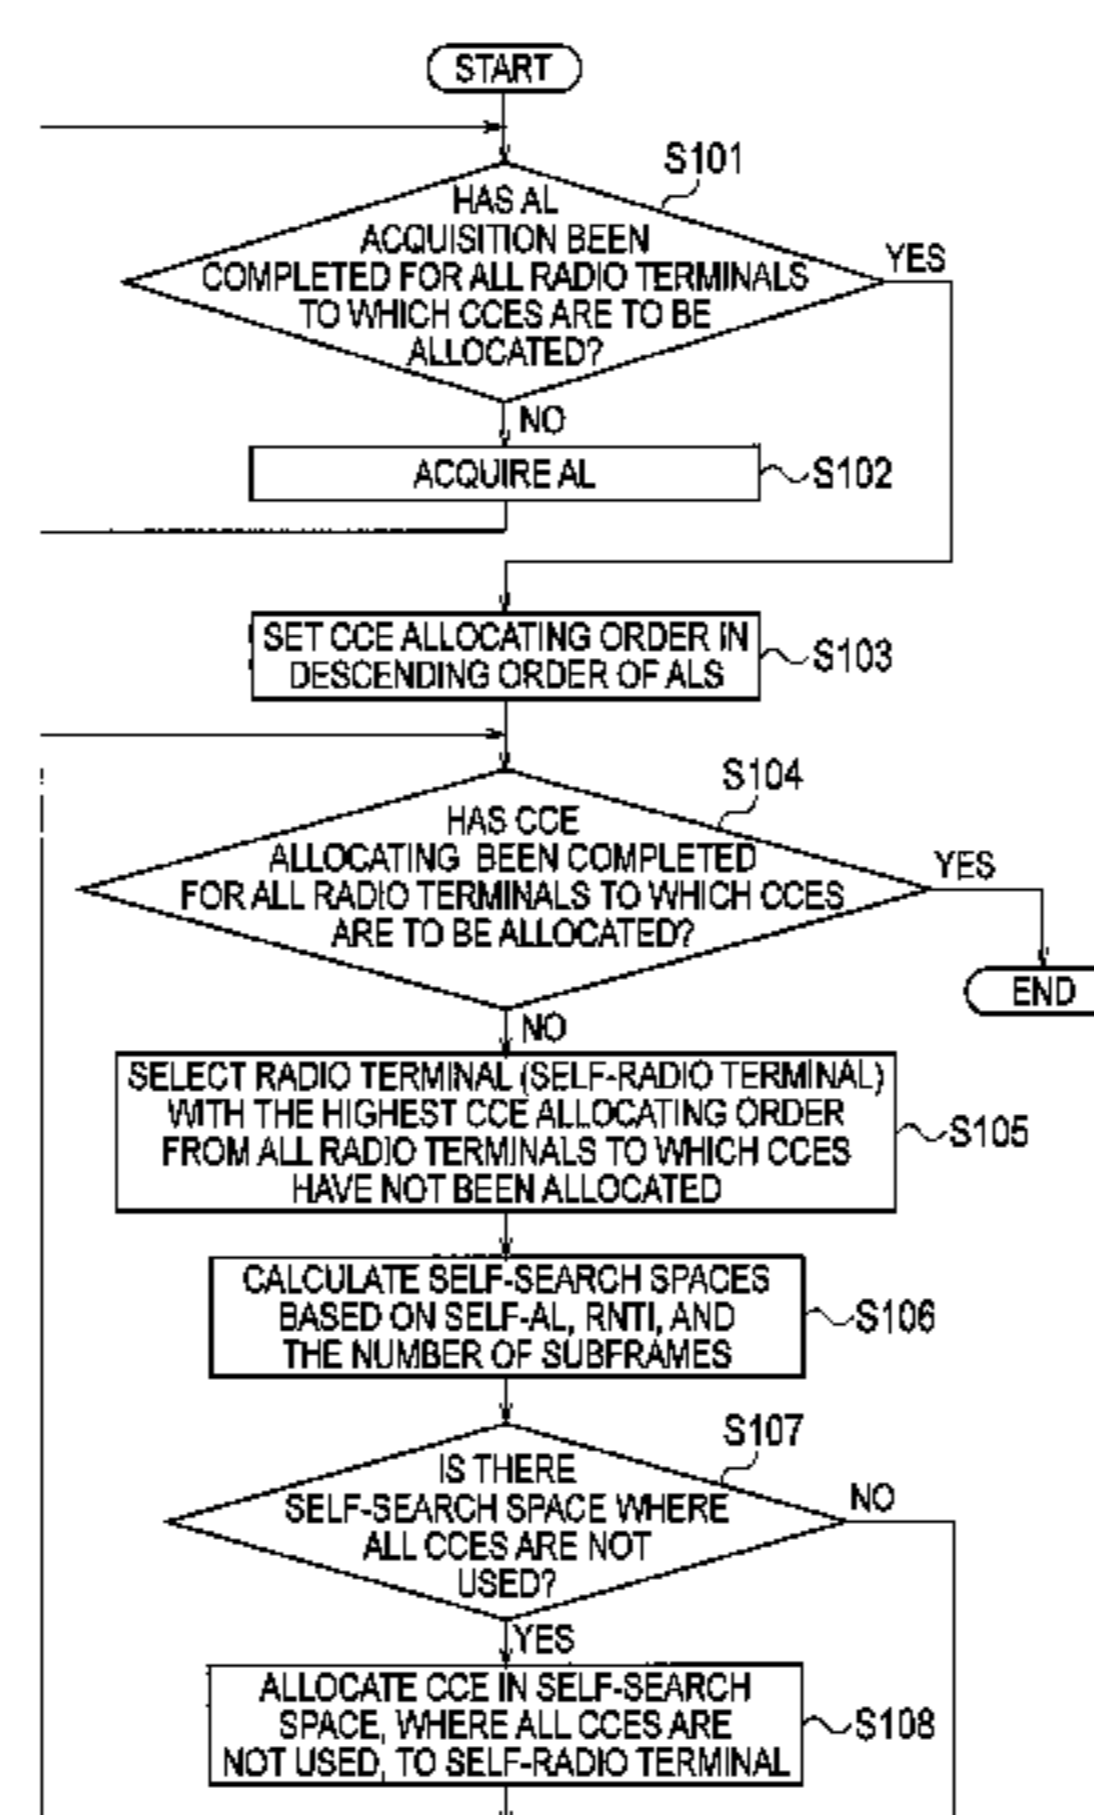 START
S101
HAS AL
ACQUISITION BEEN
COMPLETED FOR ALL RADIO TERMINALS
TO WHICH CCES ARE TO BE
ALLOCATED?
YES
NO
ACQUIRE AL
S102
SET CCE ALLOCATING ORDER IN
DESCENDING ORDER OF ALS
S103
S104
HAS CCE
ALLOCATING BEEN COMPLETED
FOR ALL RADIO TERMINALS TO WHICH CCES
ARE TO BE ALLOCATED?
YES
END
NO
SELECT RADIO TERMINAL (SELF-RADIO TERMINAL)
WITH THE HIGHEST CCE ALLOCATING ORDER
FROM ALL RADIO TERMINALS TO WHICH CCES
HAVE NOT BEEN ALLOCATED
S105
CALCULATE SELF-SEARCH SPACES
BASED ON SELF-AL, RNTI, AND
THE NUMBER OF SUBFRAMES
S106
S107
IS THERE
SELF-SEARCH SPACE WHERE
ALL CCES ARE NOT
USED?
NO
YES
ALLOCATE CCE IN SELF-SEARCH
SPACE, WHERE ALL CCES ARE
NOT USED, TO SELF-RADIO TERMINAL
S108